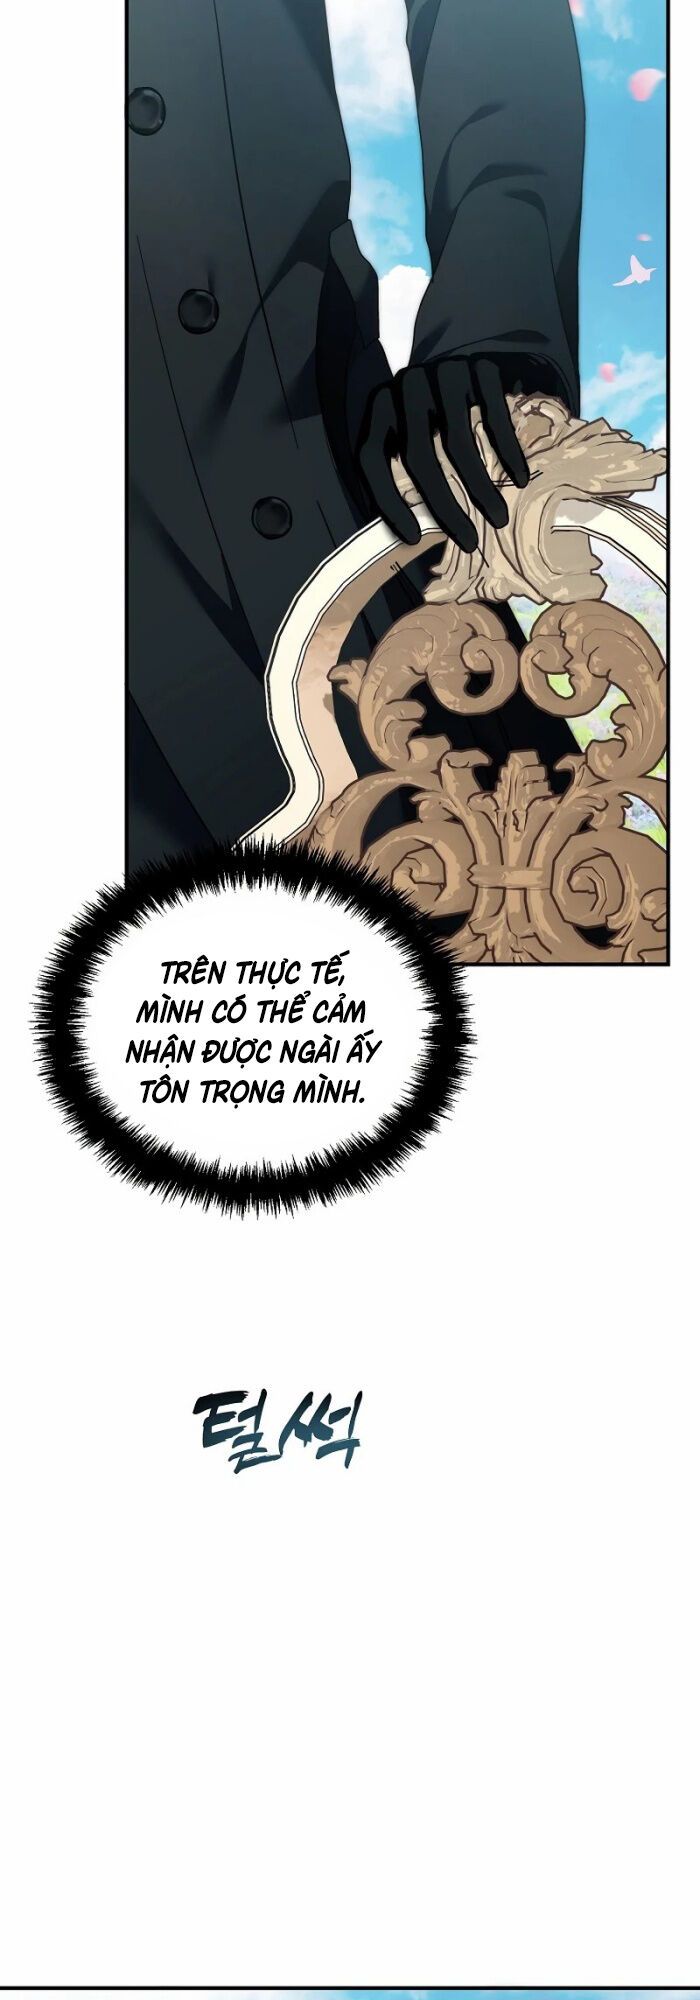 TRÊN THỰC TẾ,
MÌNH CÓ THỂ CẢM
NHẬN ĐƯỢC NGÀI ẤY
TÔN TRỌNG MÌNH.
털썩